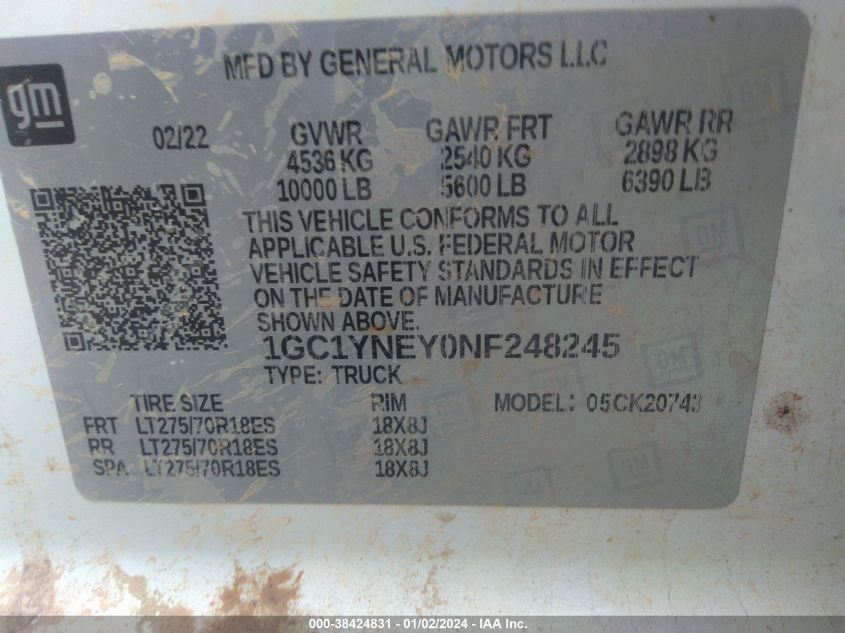 MFD BY GENERAL MOTORS LLC
gm
02/22 GVWR GAWR FRT GAWR RR
4536 KG 2540 KG 2898 KG
10000 LB 5600 LB 6390 LB
THIS VEHICLE CONFORMS TO ALL
APPLICABLE U.S. FEDERAL MOTOR
VEHICLE SAFETY STANDARDS IN EFFECT
ON THE DATE OF MANUFACTURE
SHOWN ABOVE.
1GC1YNEY0NF248245
TYPE: TRUCK
TIRE SIZE RIM MODEL: 05CK20743
FRT LT275/70R18ES 18X8J
RR LT275/70R18ES 18X8J
SPA LT275/70R18ES 18X8J
000-38424831 - 01/02/2024 - IAA Inc.